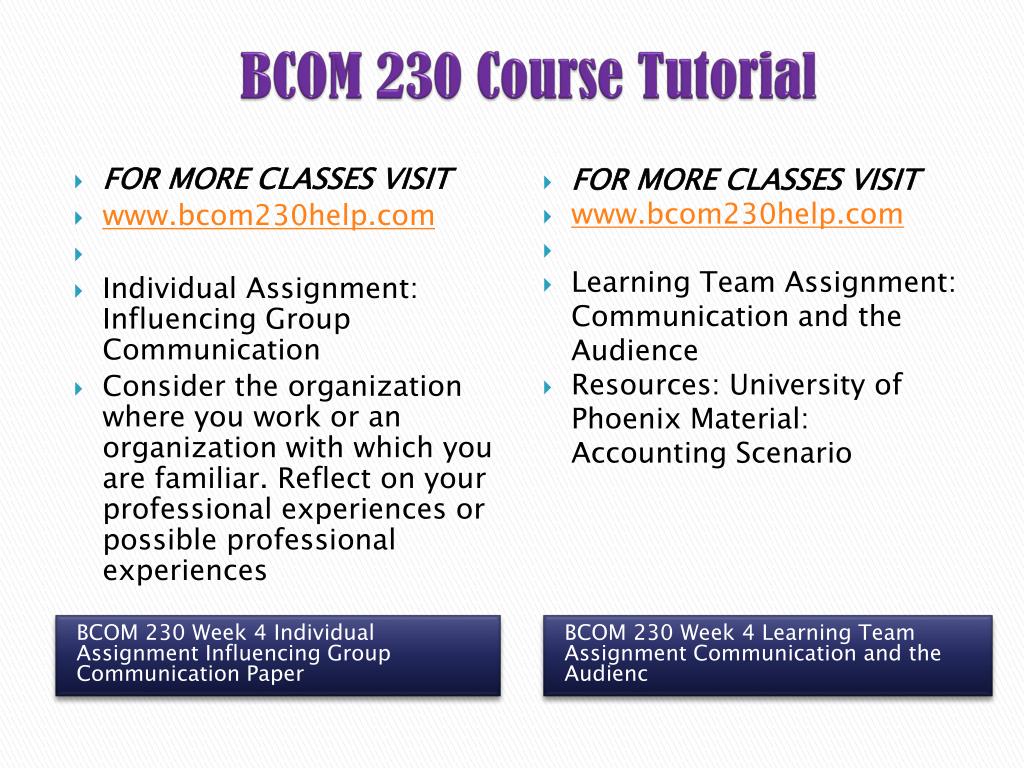 BCOM 230 Course Tutorial
FOR MORE CLASSES VISIT
www.bcom230help.com
Individual Assignment:
Influencing Group
Communication
Consider the organization
where you work or an
organization with which you
are familiar. Reflect on your
professional experiences or
possible professional
experiences
BCOM 230 Week 4 Individual
Assignment Influencing Group
Communication Paper
FOR MORE CLASSES VISIT
www.bcom230help.com
Learning Team Assignment:
Communication and the
Audience
Resources: University of
Phoenix Material:
Accounting Scenario
BCOM 230 Week 4 Learning Team
Assignment Communication and the
Audienc